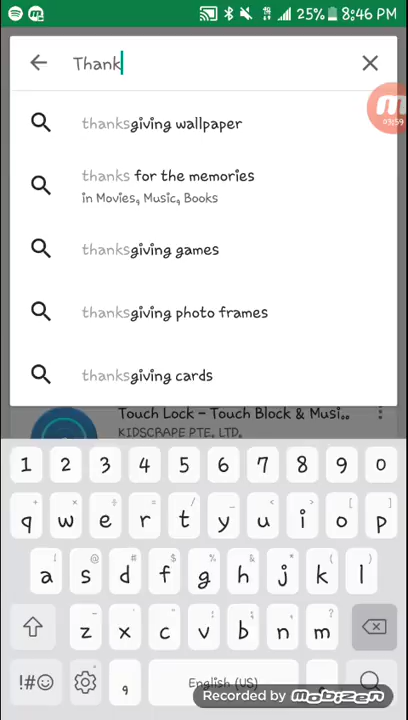 25% 8:46 PM
Thank
03:59
thanksgiving wallpaper
thanks for the memories
in Movies, Music, Books
thanksgiving games
thanksgiving photo frames
thanksgiving cards
Touch Lock - Touch Block & Musi..
KIDSCRAPE PTE. LTD.
1 2 3 4 5 6 7 8 9 0
+ × ÷ = / _ < > [ ]
q w e r t y u i o p
! @ # $ % ^ & * ( )
a s d f g h j k l
- ' " : ; , ?
z x c v b n m
!#☺ , English (US) .
Recorded by mobizen